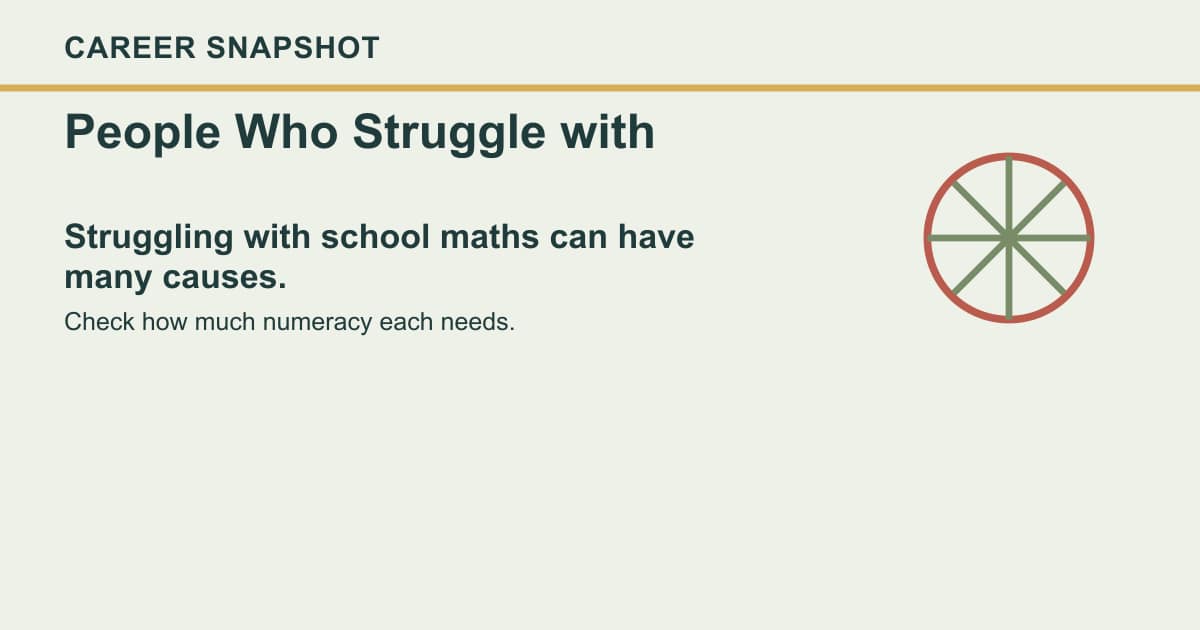 CAREER SNAPSHOT
People Who Struggle with
Struggling with school maths can have
many causes.
Check how much numeracy each needs.